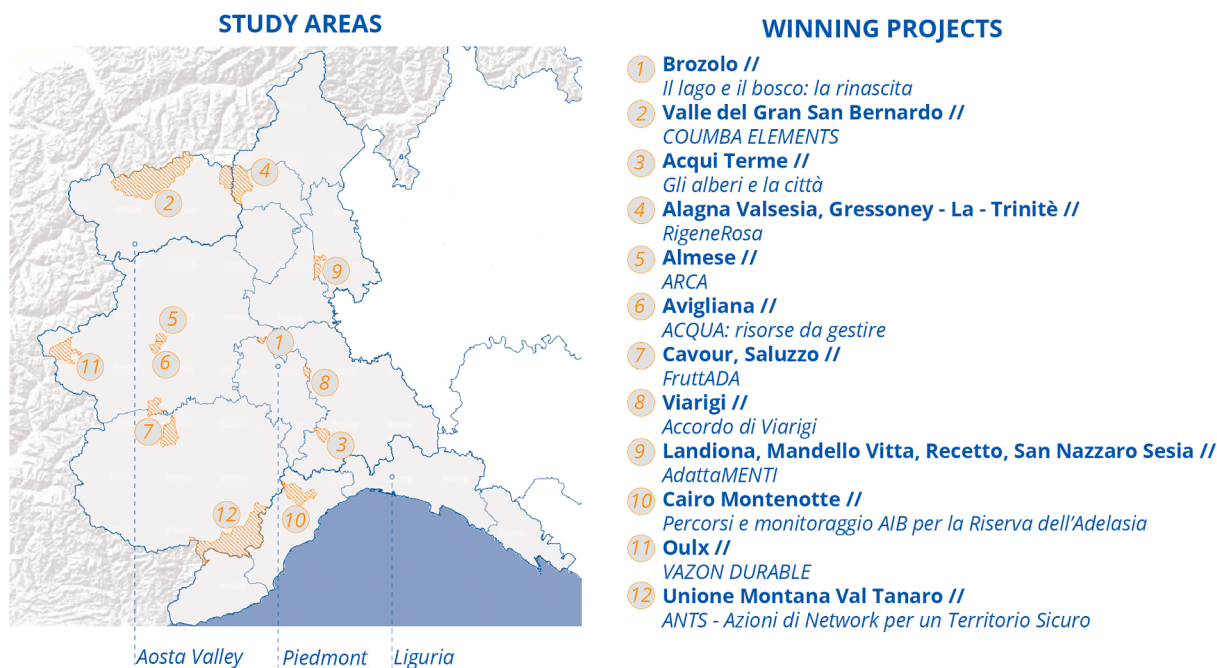 STUDY AREAS
2
4
9
5
1
11
6
8
7
3
12
10
Aosta Valley
Piedmont
Liguria
WINNING PROJECTS
1 Brozolo //
Il lago e il bosco: la rinascita
2 Valle del Gran San Bernardo //
COUMBA ELEMENTS
3 Acqui Terme //
Gli alberi e la città
4 Alagna Valsesia, Gressoney - La - Trinitè //
RigeneRosa
5 Almese //
ARCA
6 Avigliana //
ACQUA: risorse da gestire
7 Cavour, Saluzzo //
FruttADA
8 Viarigi //
Accordo di Viarigi
9 Landiona, Mandello Vitta, Recetto, San Nazzaro Sesia //
AdattaMENTI
10 Cairo Montenotte //
Percorsi e monitoraggio AIB per la Riserva dell’Adelasia
11 Oulx //
VAZON DURABLE
12 Unione Montana Val Tanaro //
ANTS - Azioni di Network per un Territorio Sicuro